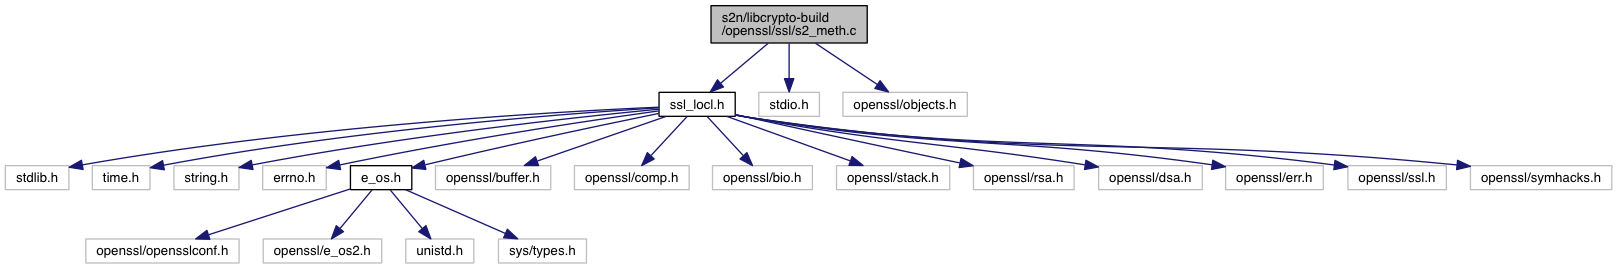 s2n/libcrypto-build
/openssl/ssl/s2_meth.c
ssl_locl.h
stdio.h
openssl/objects.h
stdlib.h
time.h
string.h
errno.h
e_os.h
openssl/buffer.h
openssl/comp.h
openssl/bio.h
openssl/stack.h
openssl/rsa.h
openssl/dsa.h
openssl/err.h
openssl/ssl.h
openssl/symhacks.h
openssl/opensslconf.h
openssl/e_os2.h
unistd.h
sys/types.h